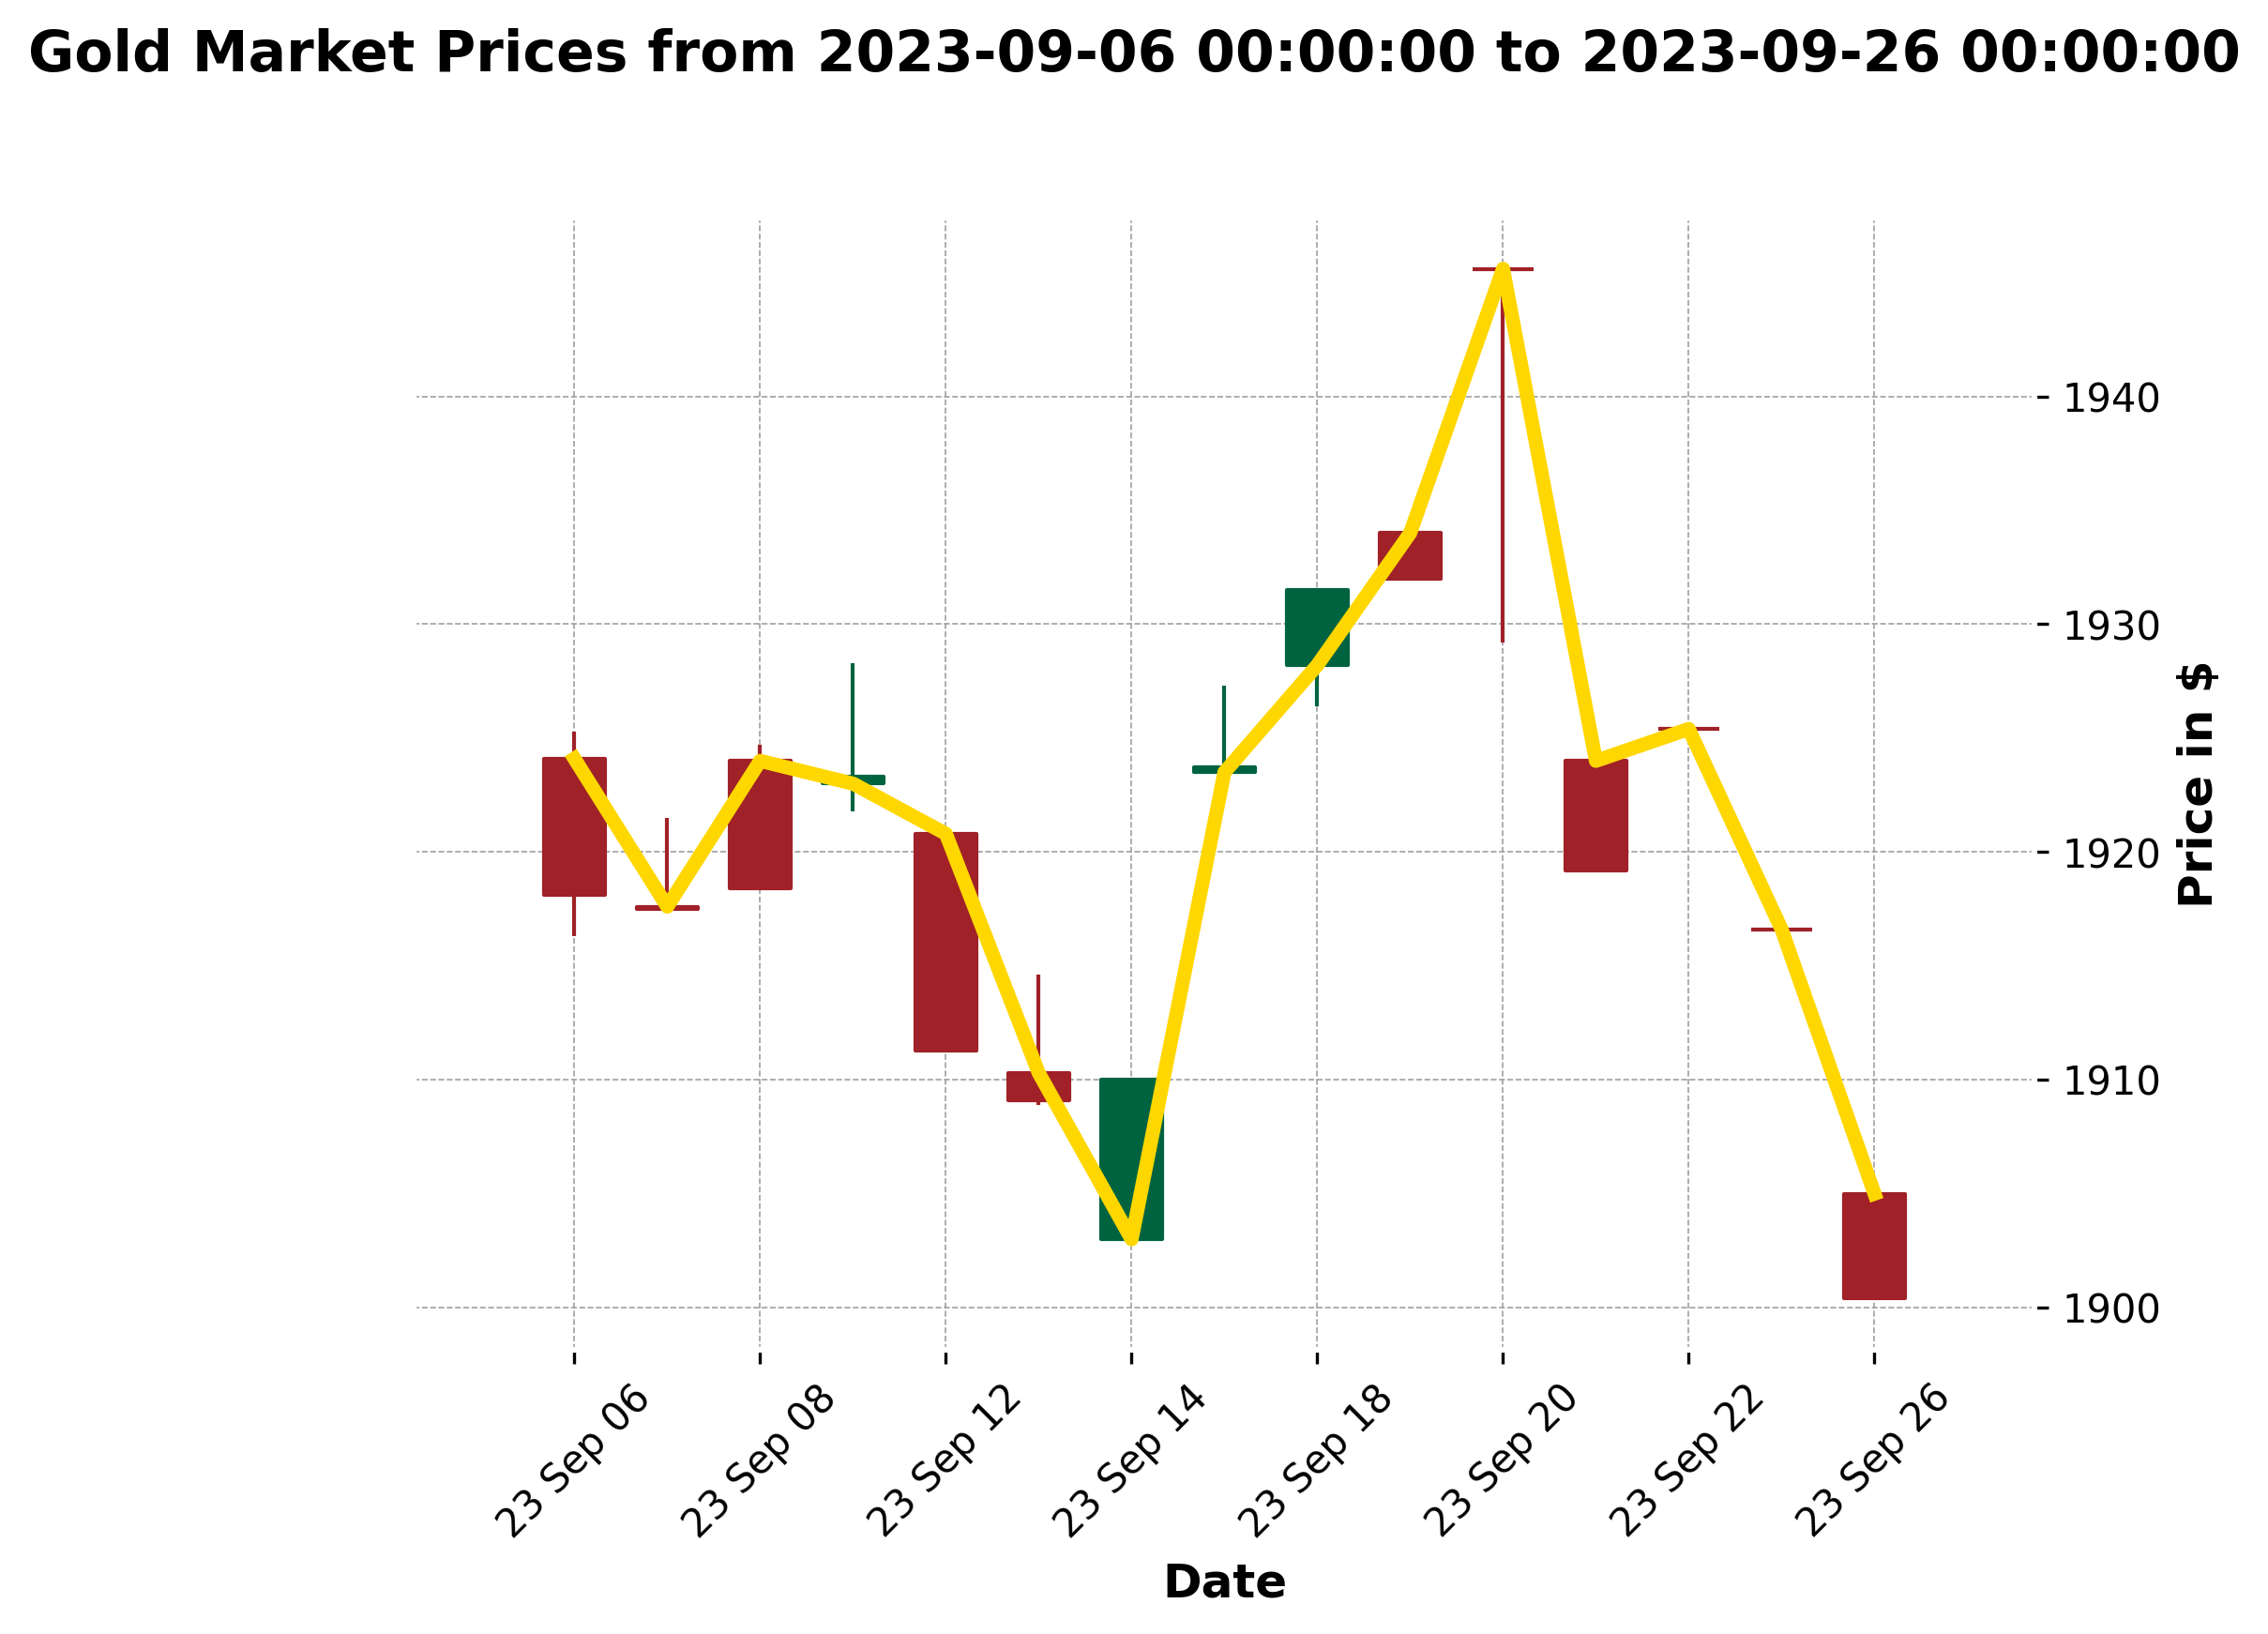 Gold Market Prices from 2023-09-06 00:00:00 to 2023-09-26 00:00:00
1940
1930
1920
1910
1900
Price in $
23 Sep 06
23 Sep 08
23 Sep 12
23 Sep 14
23 Sep 18
23 Sep 20
23 Sep 22
23 Sep 26
Date